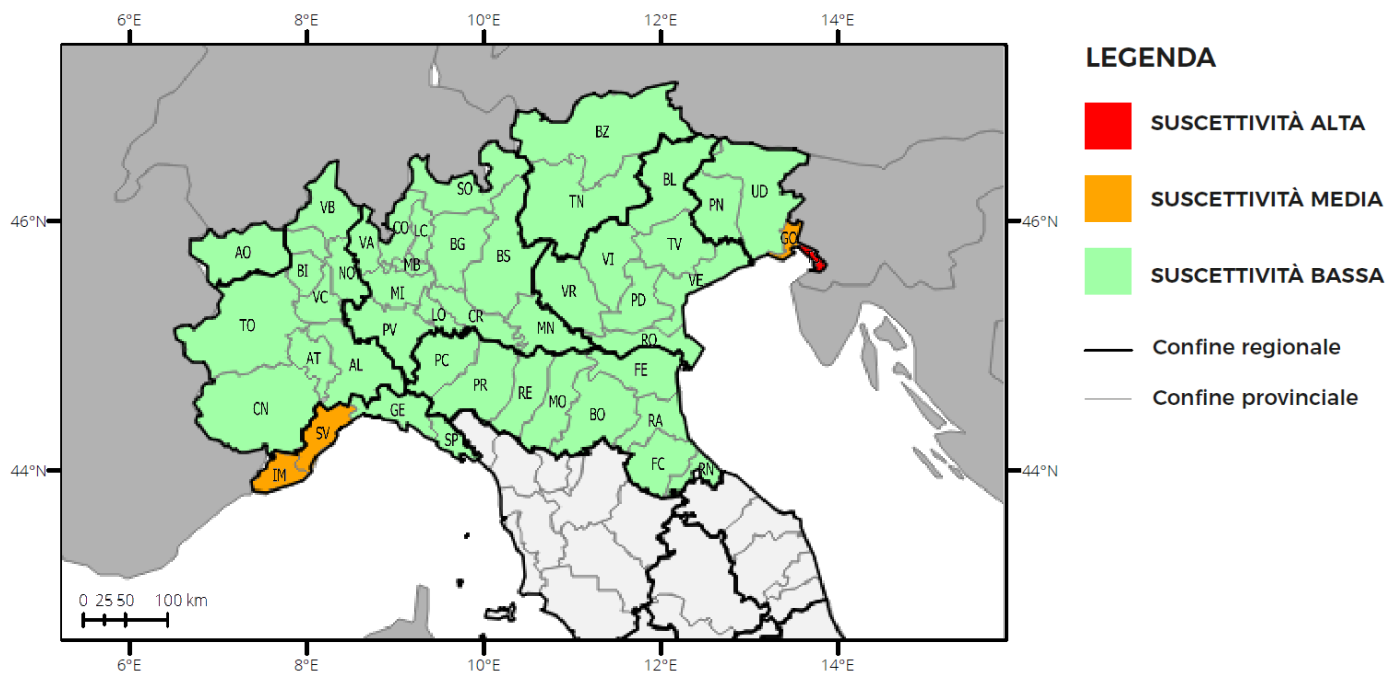 6°E 8°E 10°E 12°E 14°E
LEGENDA
SUSCETTIVITÀ ALTA
SUSCETTIVITÀ MEDIA
SUSCETTIVITÀ BASSA
Confine regionale
Confine provinciale
BZ
SO BL UD
VB TN PN
46°N 46°N
CO LC GO
VA BG TV
AO BS VI
BI NO MB
VC MI VR PD VE
TO LO CR MN
PV RO
AT AL PC FE
PR RE MO
CN GE BO RA
SV SP
44°N IM FC RN 44°N
0 25 50 100 km
6°E 8°E 10°E 12°E 14°E